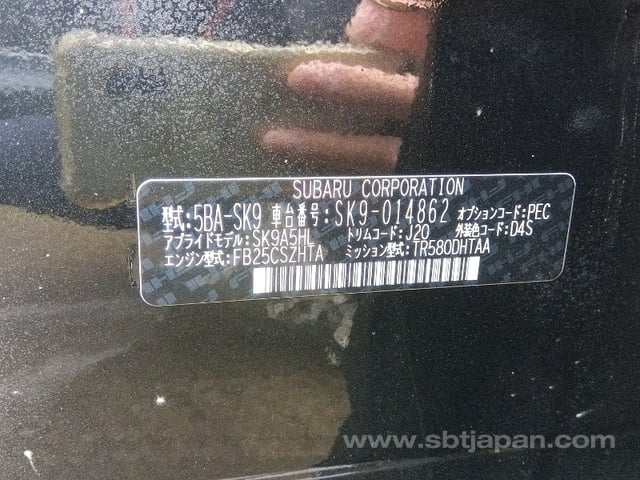 SUBARU CORPORATION
型式:5BA-SK9 車台番号:SK9-014862 オプションコード:PEC
アプライドモデル:SK9A5HL トリムコード:J20 外装色コード:D4S
エンジン型式:FB25CSZHTA ミッション型式:TR580DHTAA
www.sbtjapan.com